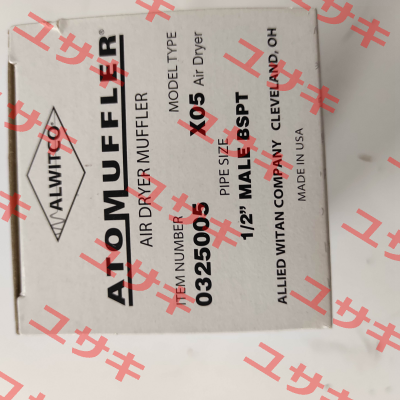 ALWITCO®
ATOMUFFLER®
AIR DRYER MUFFLER
ITEM NUMBER MODEL TYPE
0325005 X05 Air Dryer
PIPE SIZE
1/2" MALE BSPT
ALLIED WITAN COMPANY CLEVELAND, OH
MADE IN USA
ユサキ
ユサキ
ユサキ
ユサキ
ユサキ
ユサキ
ユサキ
ユサキ